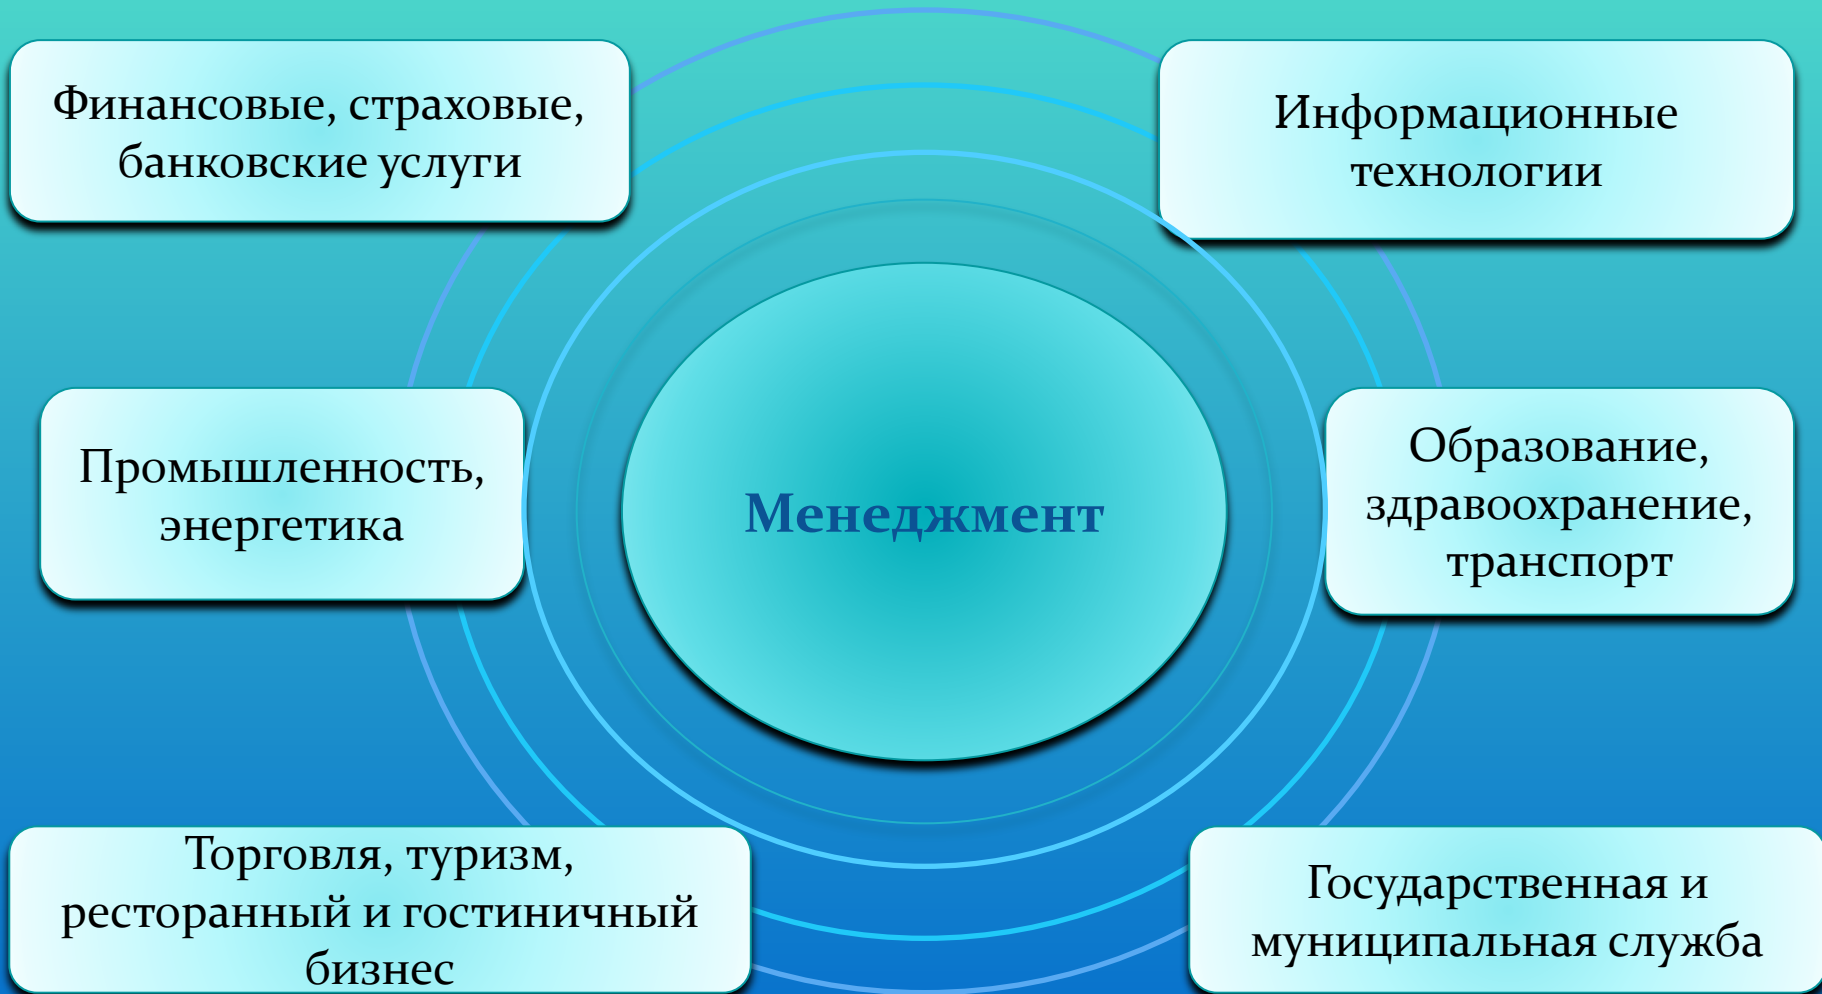 Финансовые, страховые,
банковские услуги
Информационные
технологии
Промышленность,
энергетика
Менеджмент
Образование,
здравоохранение,
транспорт
Торговля, туризм,
ресторанный и гостиничный
бизнес
Государственная и
муниципальная служба